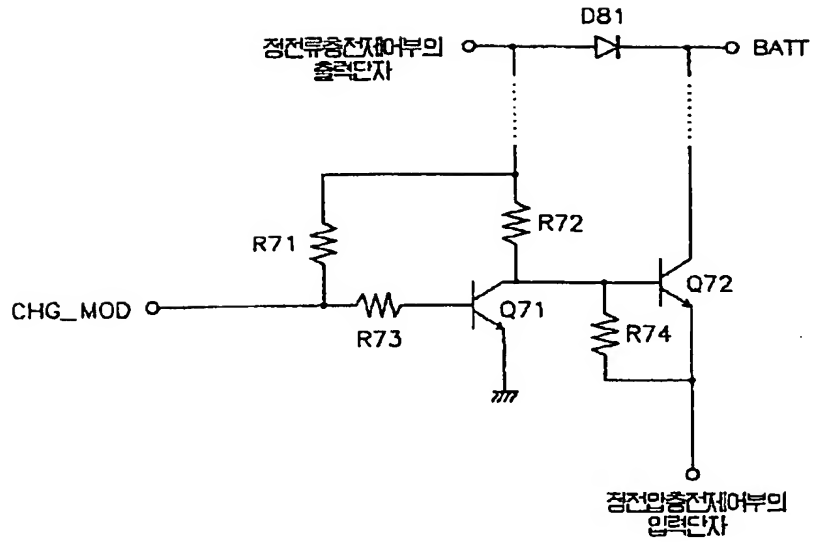 D81
정전류충전제어부의
출력단자
BATT
R71
R72
CHG_MOD
R73
Q71
Q72
R74
정전압충전제어부의
입력단자